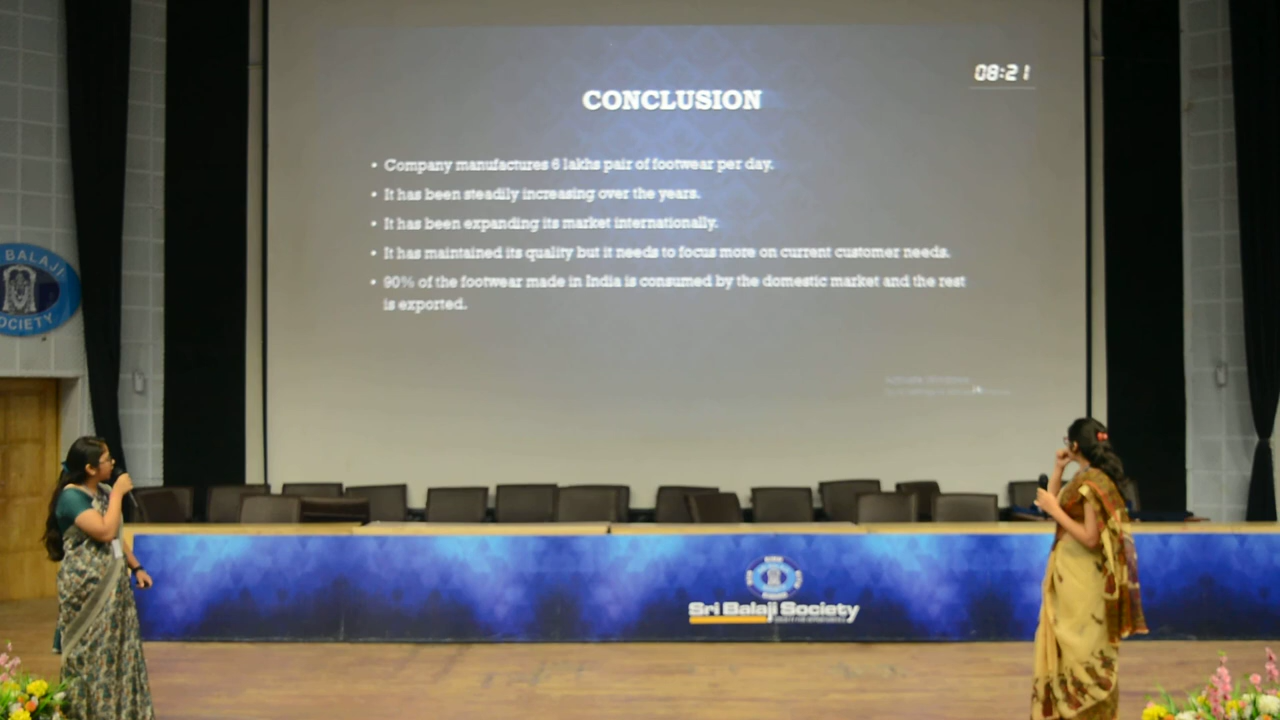 08:21
CONCLUSION
• Company manufactures 6 lakhs pair of footwear per day.
• It has been steadily increasing over the years.
• It has been expanding its market internationally.
• It has maintained its quality but it needs to focus more on current customer needs.
• 90% of the footwear made in India is consumed by the domestic market and the rest
is exported.
BALAJI
SOCIETY
Sri Balaji Society